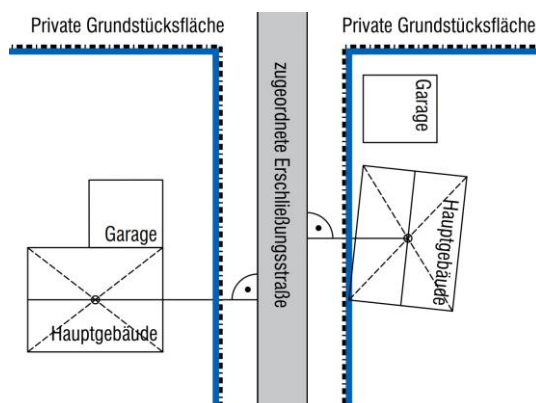 Private Grundstücksfläche
Private Grundstücksfläche
zugeordnete Erschließungsstraße
Garage
Hauptgebäude
Garage
Hauptgebäude